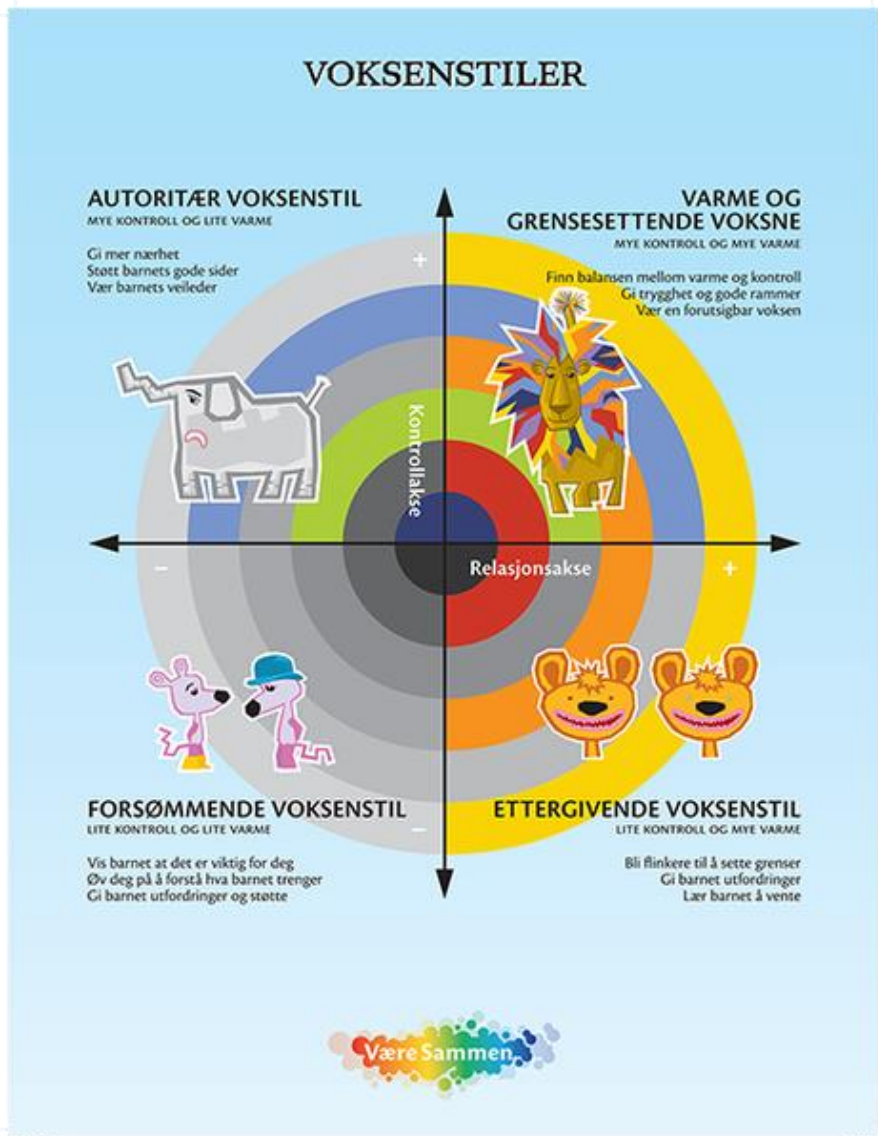 VOKSENSTILER
AUTORITÆR VOKSENSTIL
MYE KONTROLL OG LITE VARME
Gi mer nærhet
Støtt barnets gode sider
Vær barnets veileder
VARME OG
GRENSESETTENDE VOKSNE
MYE KONTROLL OG MYE VARME
Finn balansen mellom varme og kontroll
Gi trygghet og gode rammer
Vær en forutsigbar voksen
+
Kontrollakse
–
Relasjonsakse
+
FORSØMMENDE VOKSENSTIL
LITE KONTROLL OG LITE VARME
Vis barnet at det er viktig for deg
Øv deg på å forstå hva barnet trenger
Gi barnet utfordringer og støtte
–
ETTERGIVENDE VOKSENSTIL
LITE KONTROLL OG MYE VARME
Bli flinkere til å sette grenser
Gi barnet utfordringer
Lær barnet å vente
Være Sammen